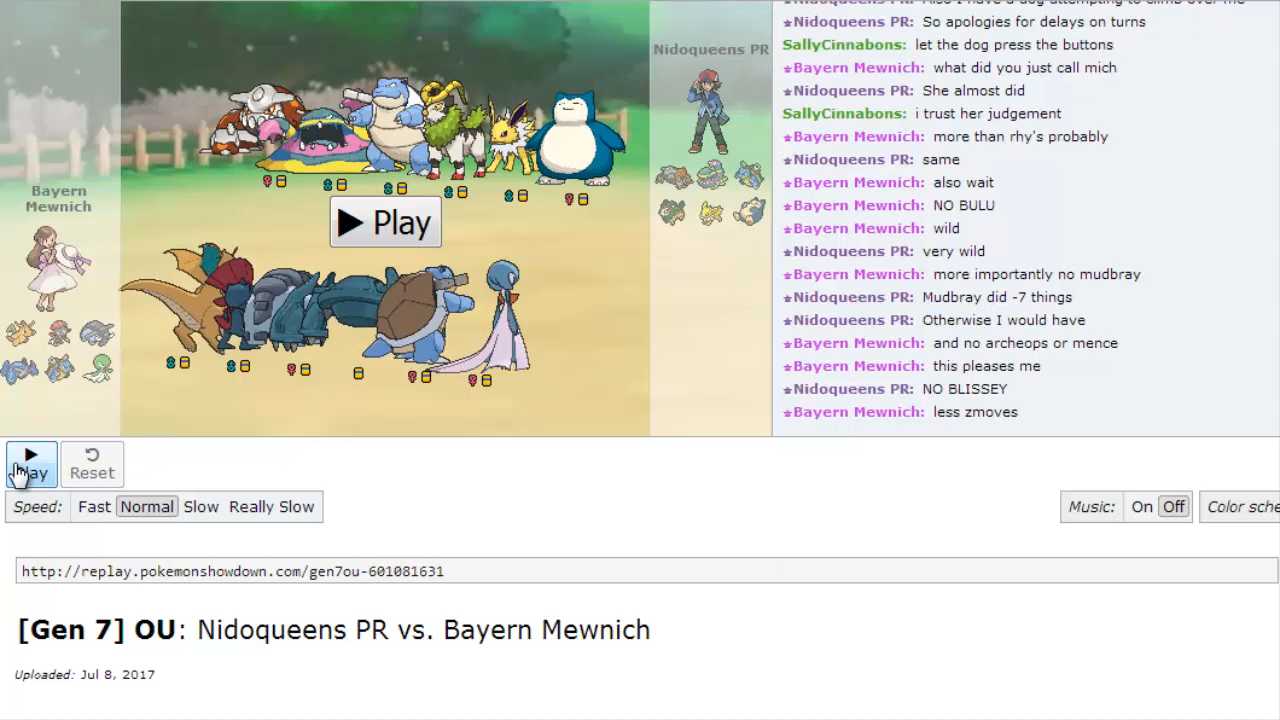 Bayern
Mewnich
▶ Play
Nidoqueens PR
Nidoqueens PR: So apologies for delays on turns
SallyCinnabons: let the dog press the buttons
Bayern Mewnich: what did you just call mich
Nidoqueens PR: She almost did
SallyCinnabons: i trust her judgement
Bayern Mewnich: more than rhy's probably
Nidoqueens PR: same
Bayern Mewnich: also wait
Bayern Mewnich: NO BULU
Bayern Mewnich: wild
Nidoqueens PR: very wild
Bayern Mewnich: more importantly no mudbray
Nidoqueens PR: Mudbray did -7 things
Nidoqueens PR: Otherwise I would have
Bayern Mewnich: and no archeops or mence
Bayern Mewnich: this pleases me
Nidoqueens PR: NO BLISSEY
Bayern Mewnich: less zmoves
Reset
Speed: Fast Normal Slow Really Slow
Music: On Off
Color sche
http://replay.pokemonshowdown.com/gen7ou-601081631
[Gen 7] OU: Nidoqueens PR vs. Bayern Mewnich
Uploaded: Jul 8, 2017